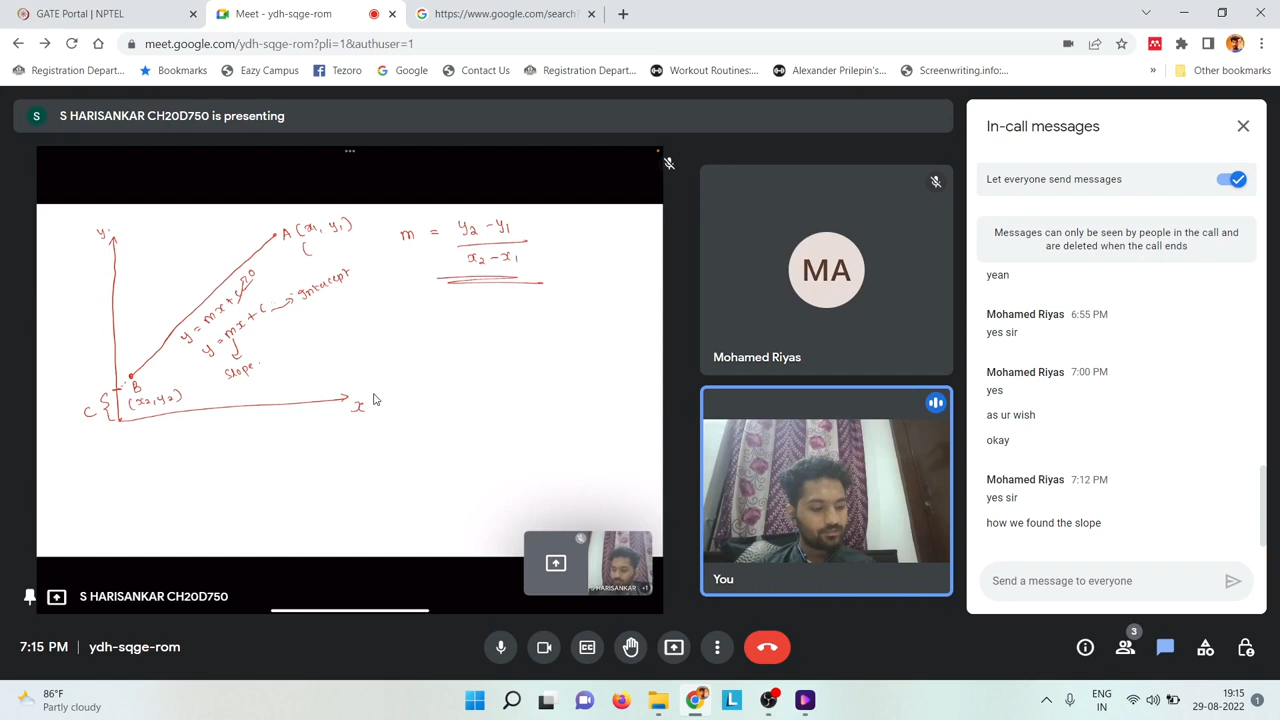 GATE Portal | NPTEL
Meet - ydh-sqge-rom
https://www.google.com/search?
meet.google.com/ydh-sqge-rom?pli=1&authuser=1
Registration Depart...
Bookmarks
Eazy Campus
Tezoro
Google
Contact Us
Registration Depart...
Workout Routines:...
Alexander Prilepin's...
Screenwriting.info:...
»
Other bookmarks
S
S HARISANKAR CH20D750 is presenting
y
A (x1, y1)
(
y = mx + c
y = mx + c → Intercept
slope
B
(x2, y2)
C
x
m = y2 - y1
x2 - x1
S HARISANKAR +1
S HARISANKAR CH20D750
MA
Mohamed Riyas
You
In-call messages
Let everyone send messages
Messages can only be seen by people in the call and
are deleted when the call ends
yean
Mohamed Riyas 6:55 PM
yes sir
Mohamed Riyas 7:00 PM
yes
as ur wish
okay
Mohamed Riyas 7:12 PM
yes sir
how we found the slope
Send a message to everyone
7:15 PM
ydh-sqge-rom
3
86°F
Partly cloudy
L
ENG
IN
19:15
29-08-2022
1